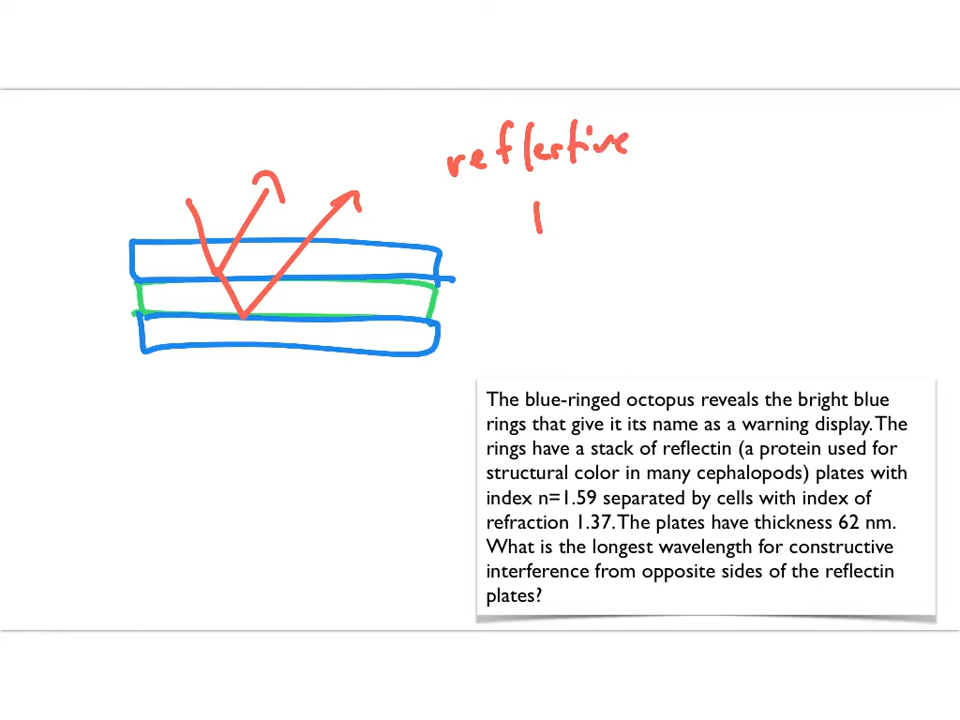 reflective
1
The blue-ringed octopus reveals the bright blue
rings that give it its name as a warning display. The
rings have a stack of reflectin (a protein used for
structural color in many cephalopods) plates with
index n=1.59 separated by cells with index of
refraction 1.37. The plates have thickness 62 nm.
What is the longest wavelength for constructive
interference from opposite sides of the reflectin
plates?